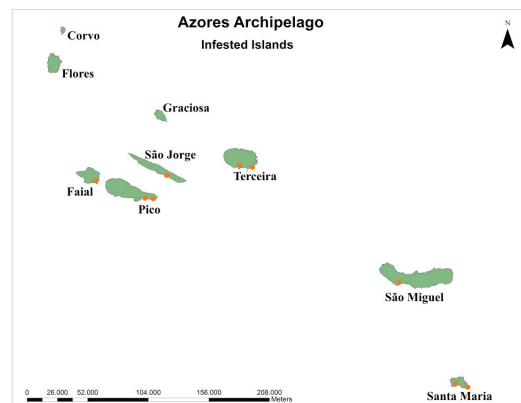 Azores Archipelago
Infested Islands
N
Corvo
Flores
Graciosa
São Jorge
Terceira
Faial
Pico
São Miguel
Santa Maria
0 26.000 52.000 104.000 156.000 208.000
Meters